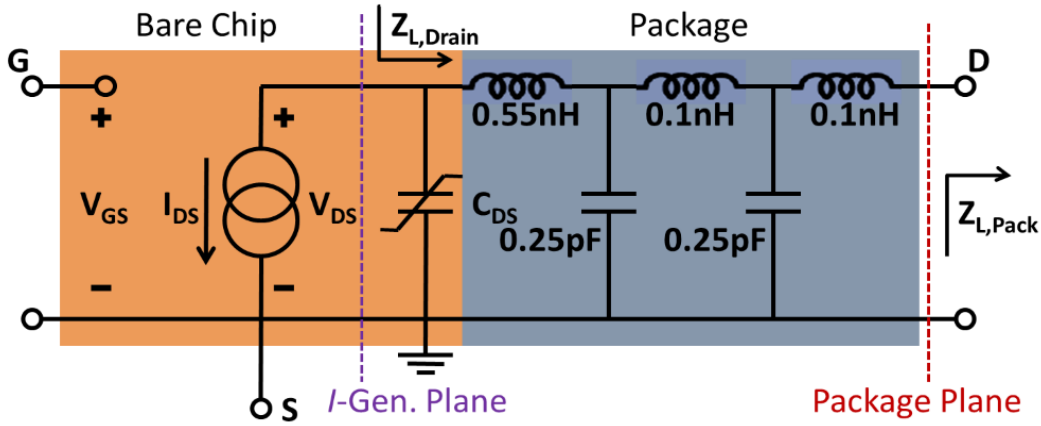 Bare Chip
Z_L,Drain
Package
G
D
+
+
0.55nH
0.1nH
0.1nH
V_GS
I_DS
V_DS
C_DS
Z_L,Pack
0.25pF
0.25pF
−
−
S
I-Gen. Plane
Package Plane